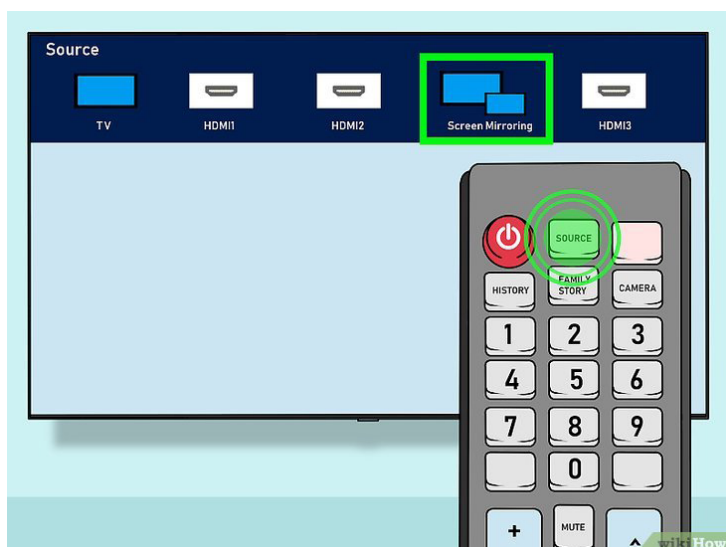 Source
TV HDMI1 HDMI2 Screen Mirroring HDMI3
SOURCE
HISTORY FAMILY STORY CAMERA
1 2 3
4 5 6
7 8 9
0
+ MUTE ^
wikiHow